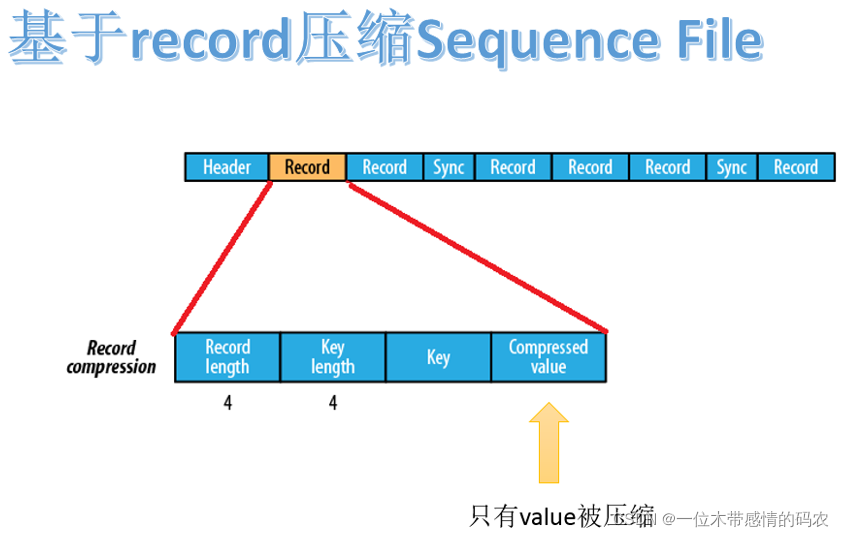 基于record压缩Sequence File
Header Record Record Sync Record Record Record Sync Record
Record compression
Record length
Key length
Key
Compressed value
4 4
只有value被压缩
CSDN @一位木带感情的码农